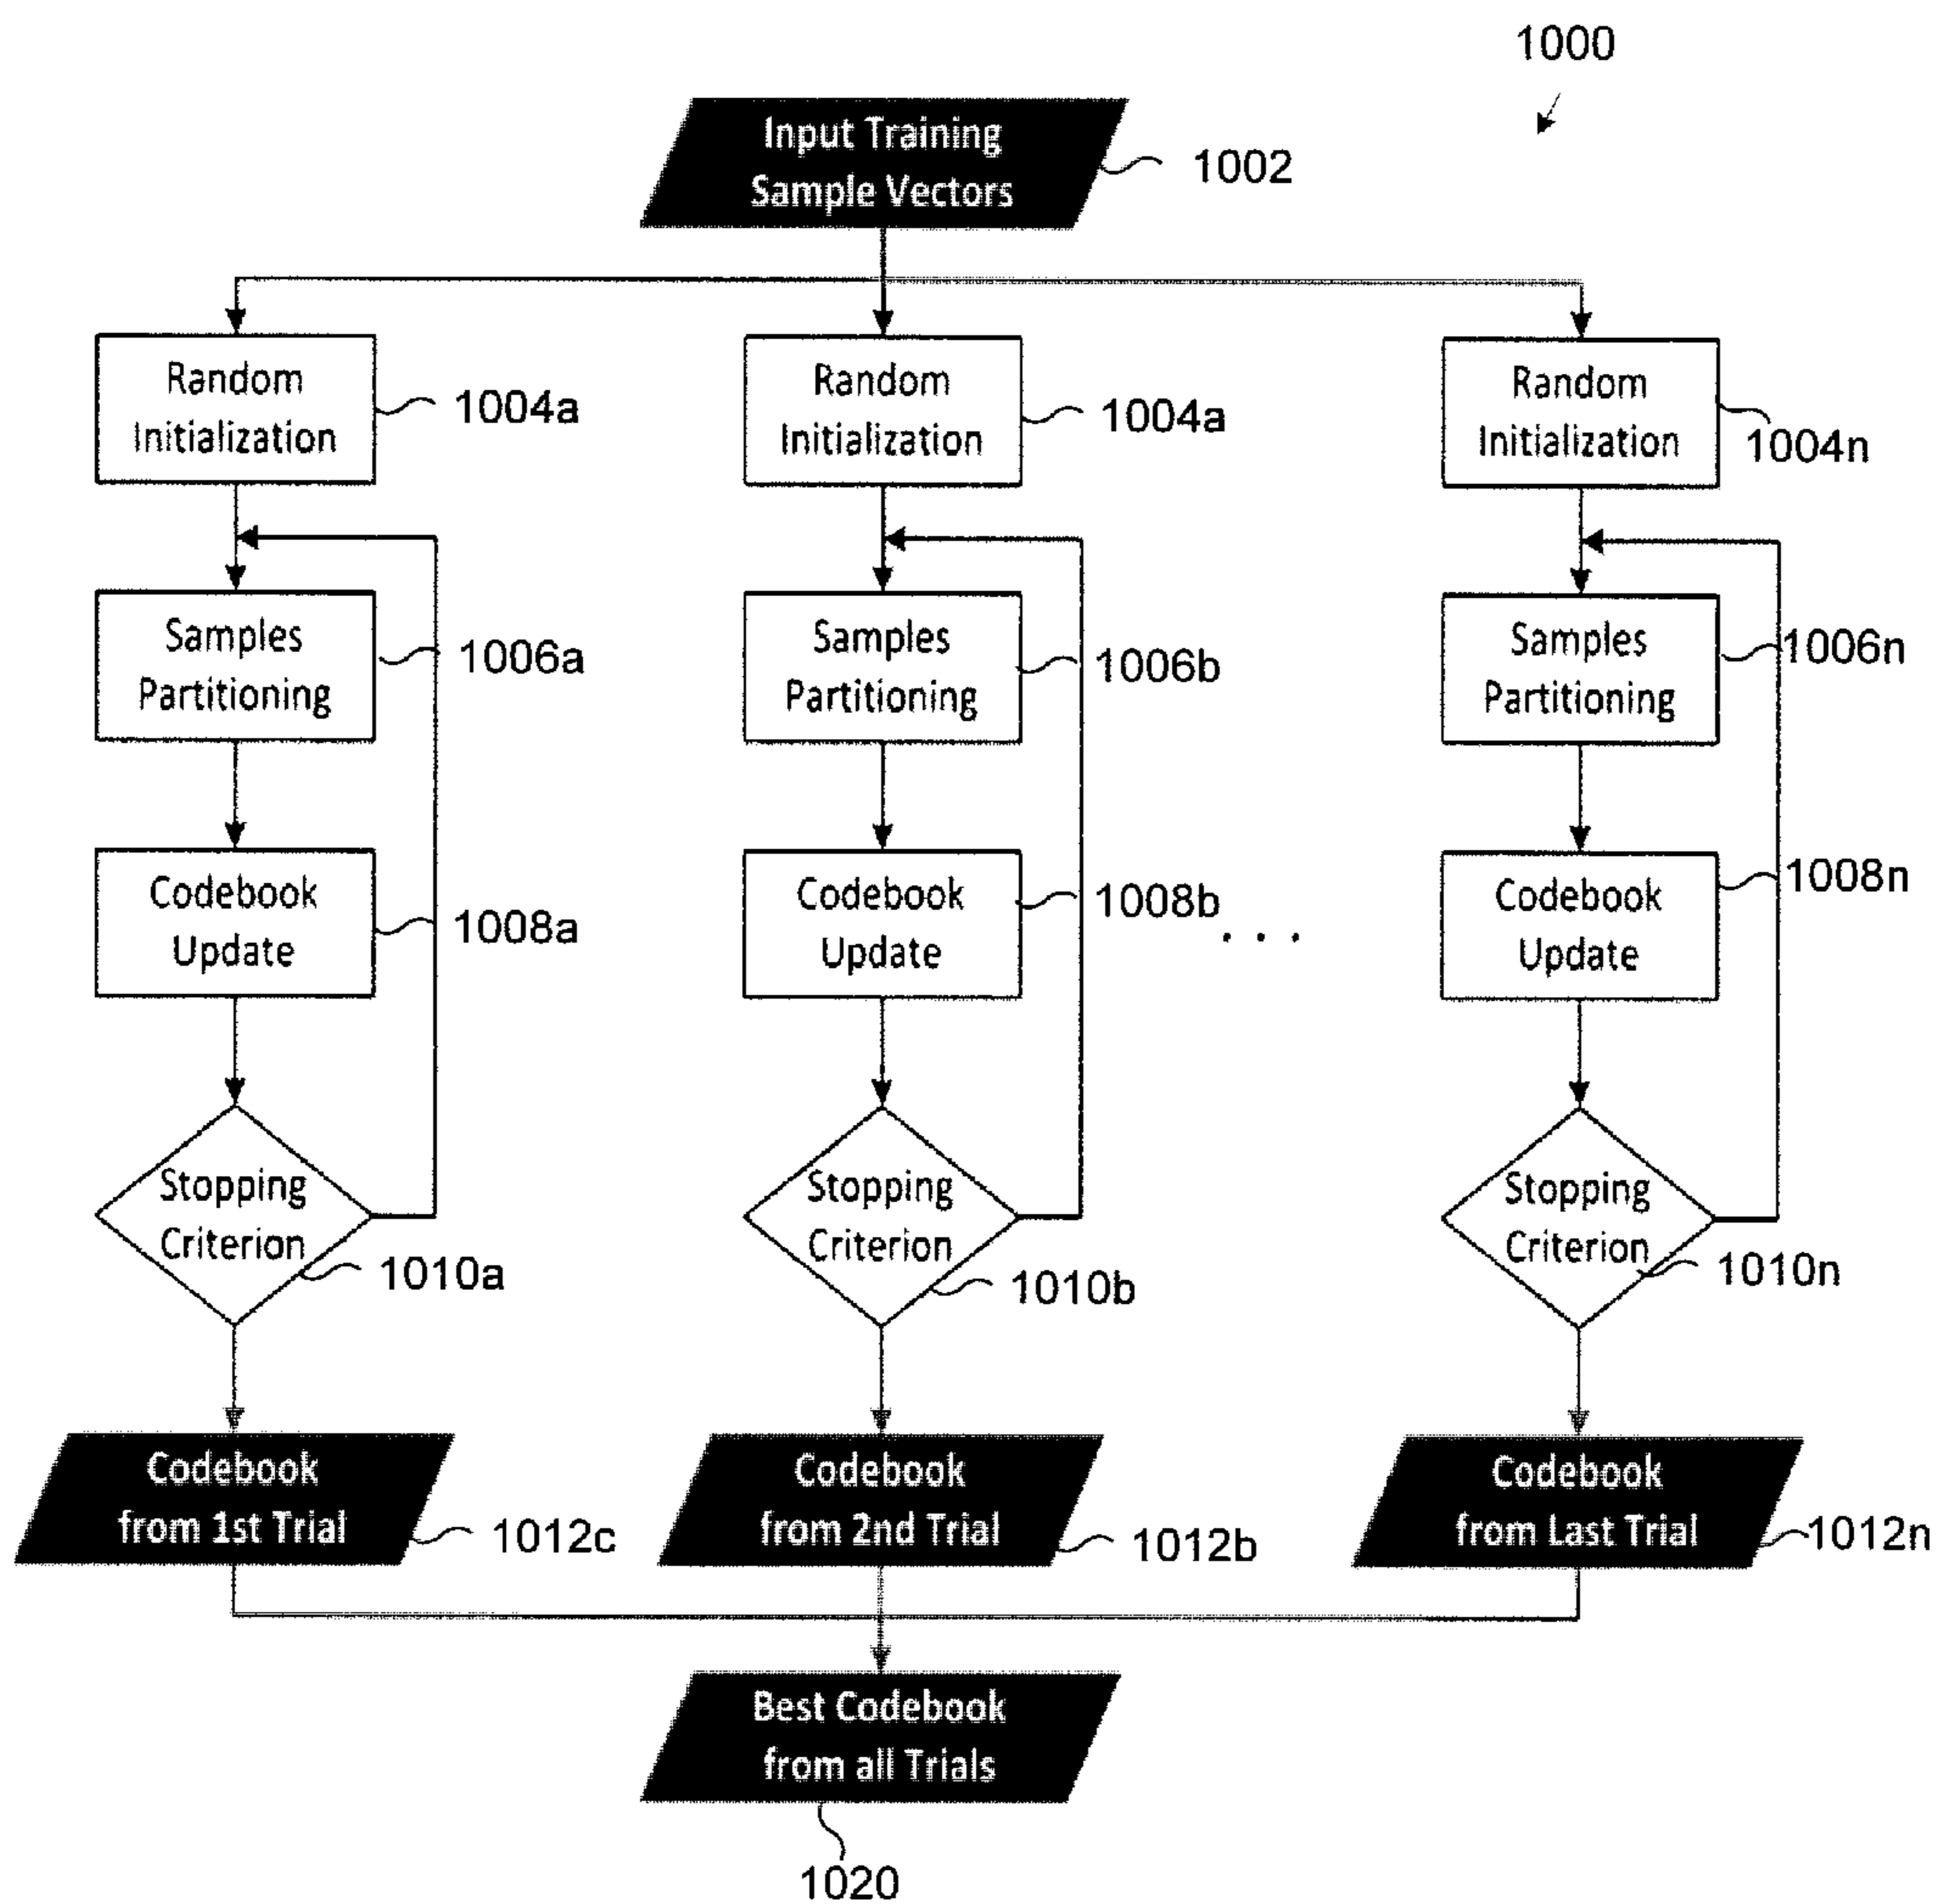 1000
Input Training
Sample Vectors
1002
Random
Initialization
1004a
Random
Initialization
1004a
Random
Initialization
1004n
Samples
Partitioning
1006a
Samples
Partitioning
1006b
Samples
Partitioning
1006n
Codebook
Update
1008a
Codebook
Update
1008b
. . .
Codebook
Update
1008n
Stopping
Criterion
1010a
Stopping
Criterion
1010b
Stopping
Criterion
1010n
Codebook
from 1st Trial
1012c
Codebook
from 2nd Trial
1012b
Codebook
from Last Trial
1012n
Best Codebook
from all Trials
1020